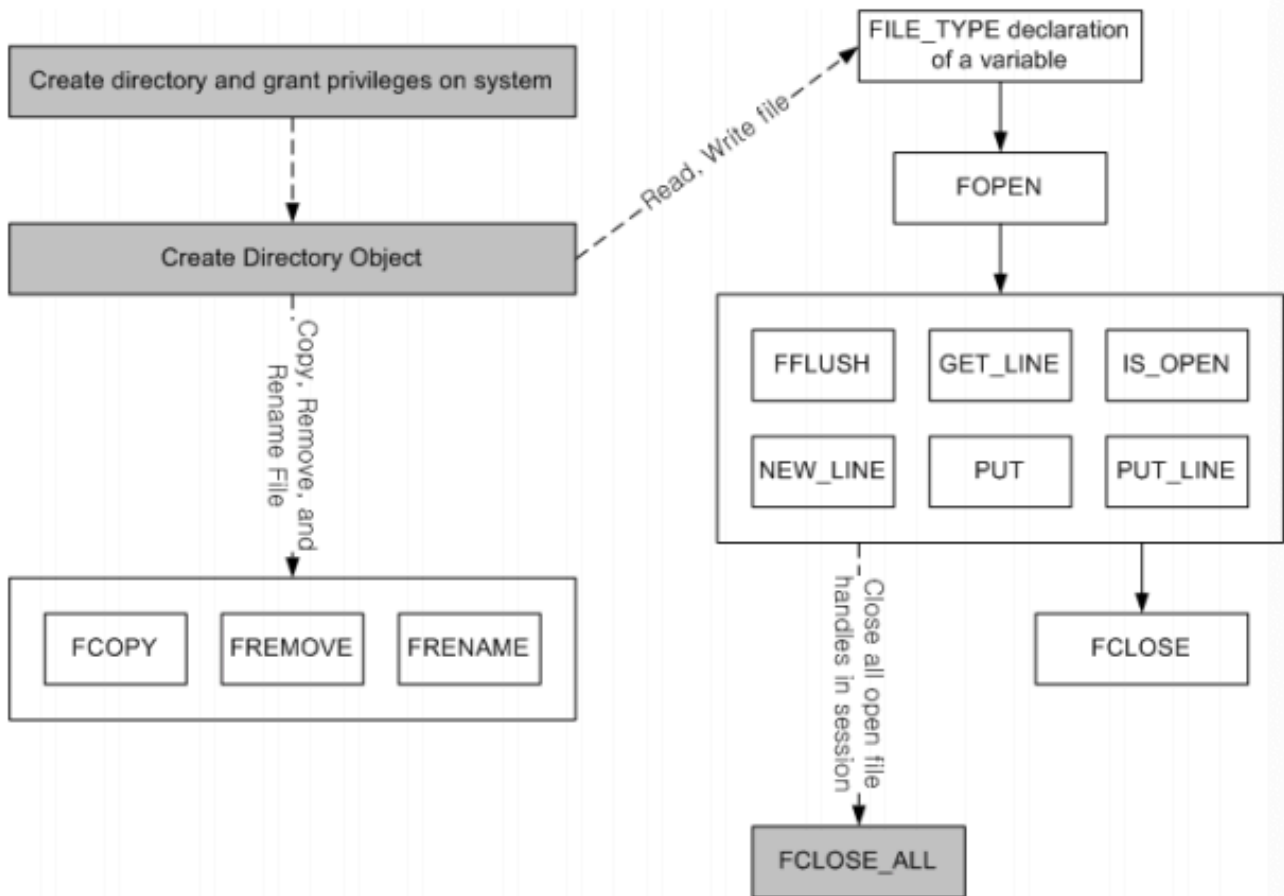 Create directory and grant privileges on system
Create Directory Object
Copy, Remove, and
Rename File
FCOPY
FREMOVE
FRENAME
Read, Write file
FILE_TYPE declaration
of a variable
FOPEN
FFLUSH
GET_LINE
IS_OPEN
NEW_LINE
PUT
PUT_LINE
Close all open file
handles in session
FCLOSE
FCLOSE_ALL